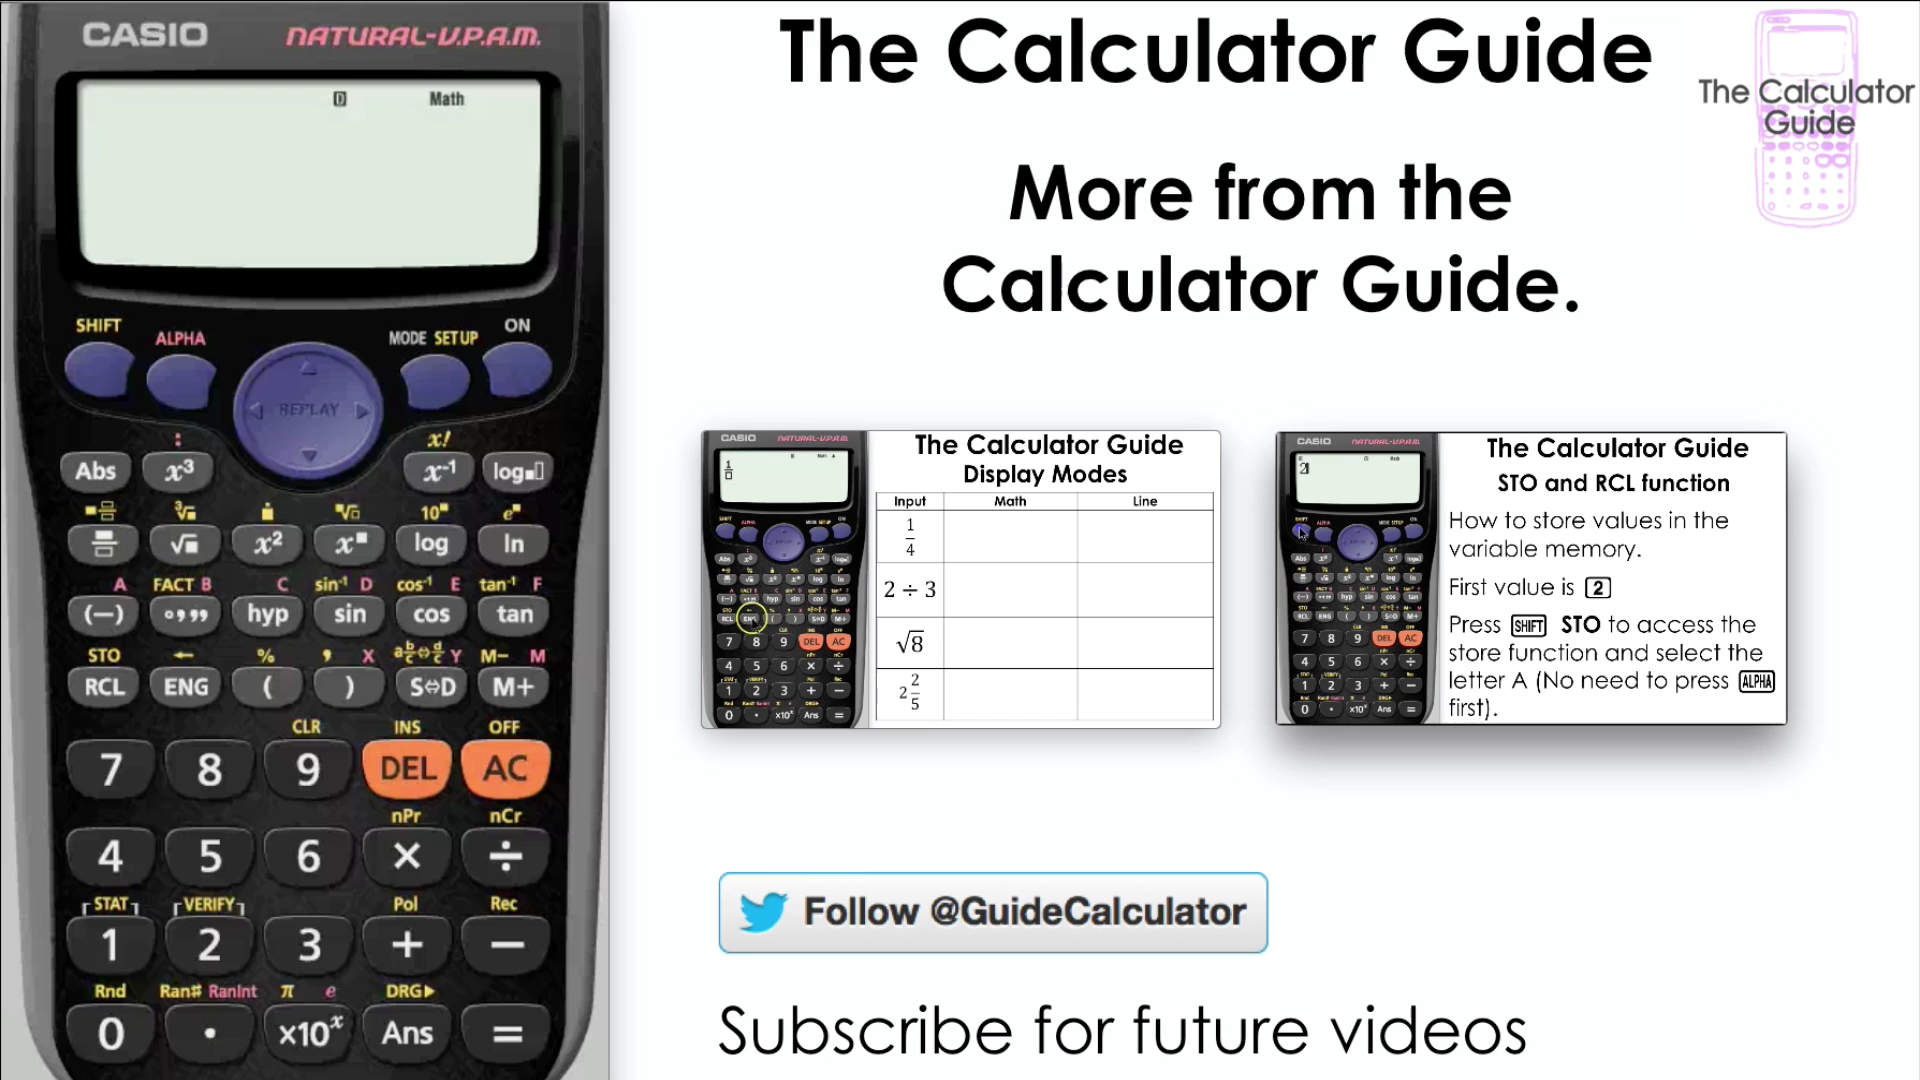 CASIO NATURAL-V.P.A.M.
D Math
SHIFT ALPHA MODE SETUP ON
REPLAY
: x!
Abs x³ x⁻¹ log
³√ 10 e
x² x log ln
A FACT B C sin⁻¹ D cos⁻¹ E tan⁻¹ F
(—) °,,, hyp sin cos tan
STO ← % , X a b/c⇔d/c Y M− M
RCL ENG ( ) S⇔D M+
CLR INS OFF
7 8 9 DEL AC
nPr nCr
4 5 6 × ÷
STAT VERIFY Pol Rec
1 2 3 + −
Rnd Ran# RanInt π e DRG▶
0 • ×10ˣ Ans =
The Calculator Guide
The Calculator
Guide
More from the
Calculator Guide.
The Calculator Guide
Display Modes
Input Math Line
1/4
2 ÷ 3
√8
2 2/5
The Calculator Guide
STO and RCL function
How to store values in the
variable memory.
First value is 2
Press SHIFT STO to access the
store function and select the
letter A (No need to press ALPHA
first).
Follow @GuideCalculator
Subscribe for future videos